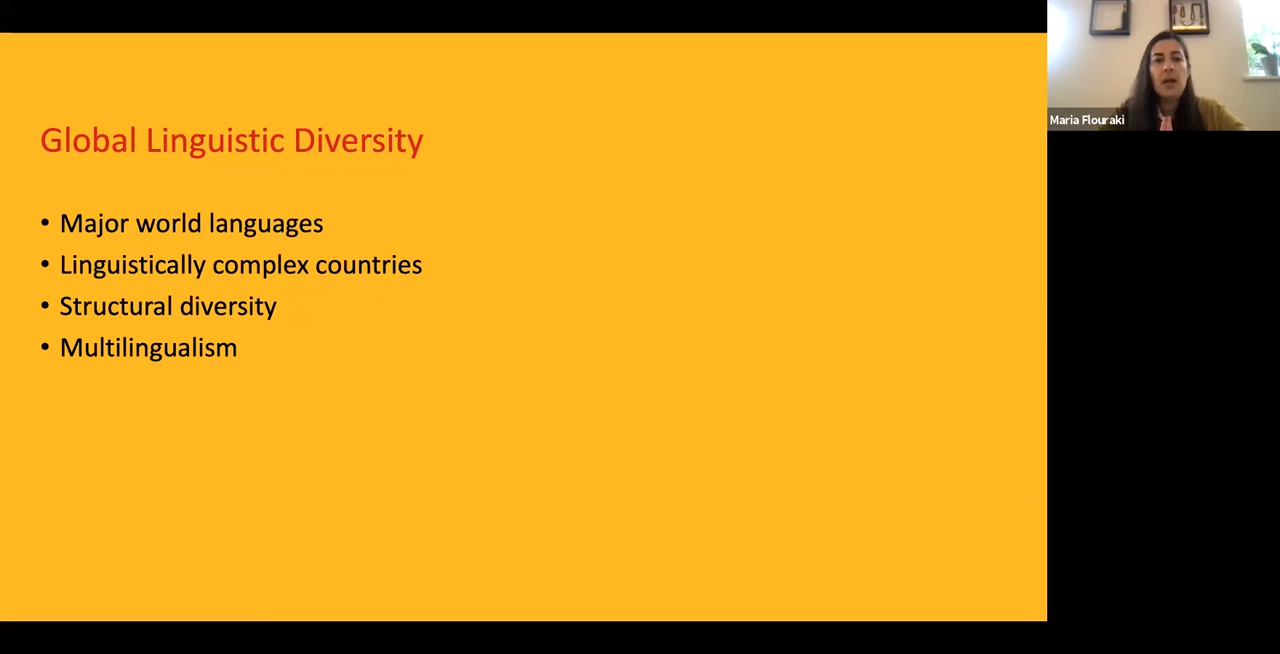 Global Linguistic Diversity
• Major world languages
• Linguistically complex countries
• Structural diversity
• Multilingualism
Maria Flouraki